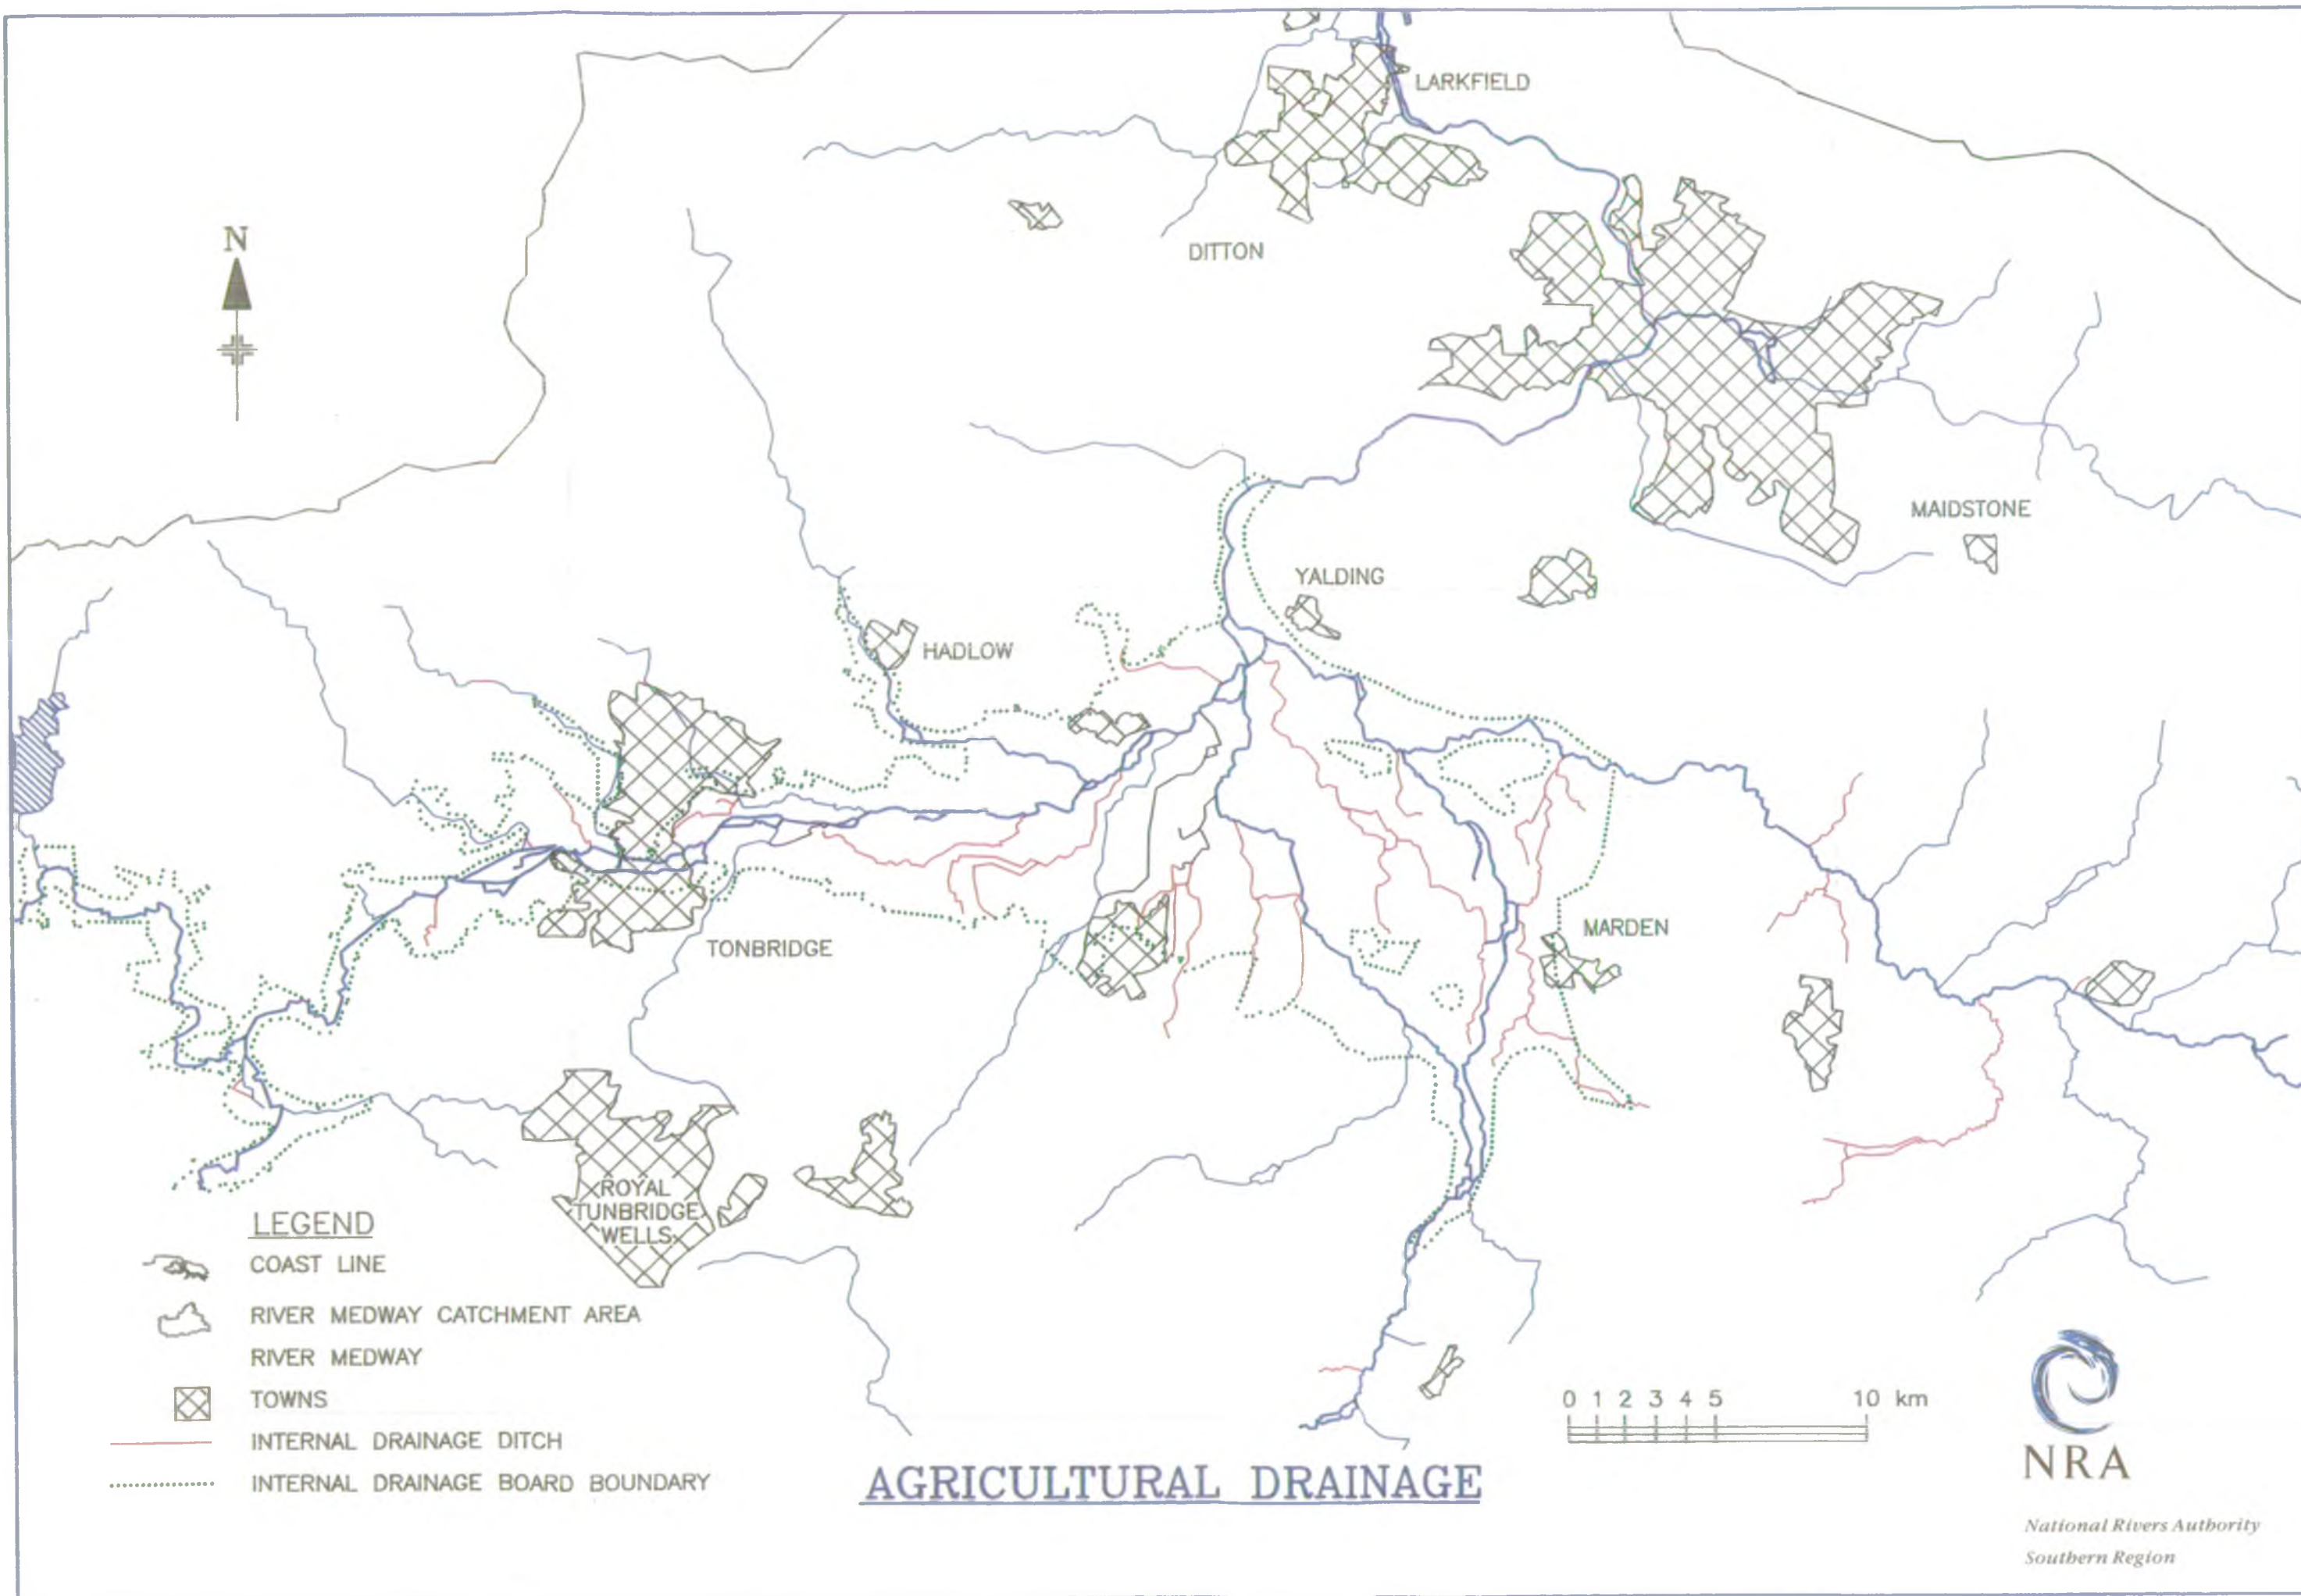 LARKFIELD
N
DITTON
MAIDSTONE
YALDING
HADLOW
MARDEN
TONBRIDGE
ROYAL
TUNBRIDGE
WELLS
LEGEND
COAST LINE
RIVER MEDWAY CATCHMENT AREA
RIVER MEDWAY
TOWNS
INTERNAL DRAINAGE DITCH
INTERNAL DRAINAGE BOARD BOUNDARY
AGRICULTURAL DRAINAGE
0 1 2 3 4 5 10 km
NRA
National Rivers Authority
Southern Region